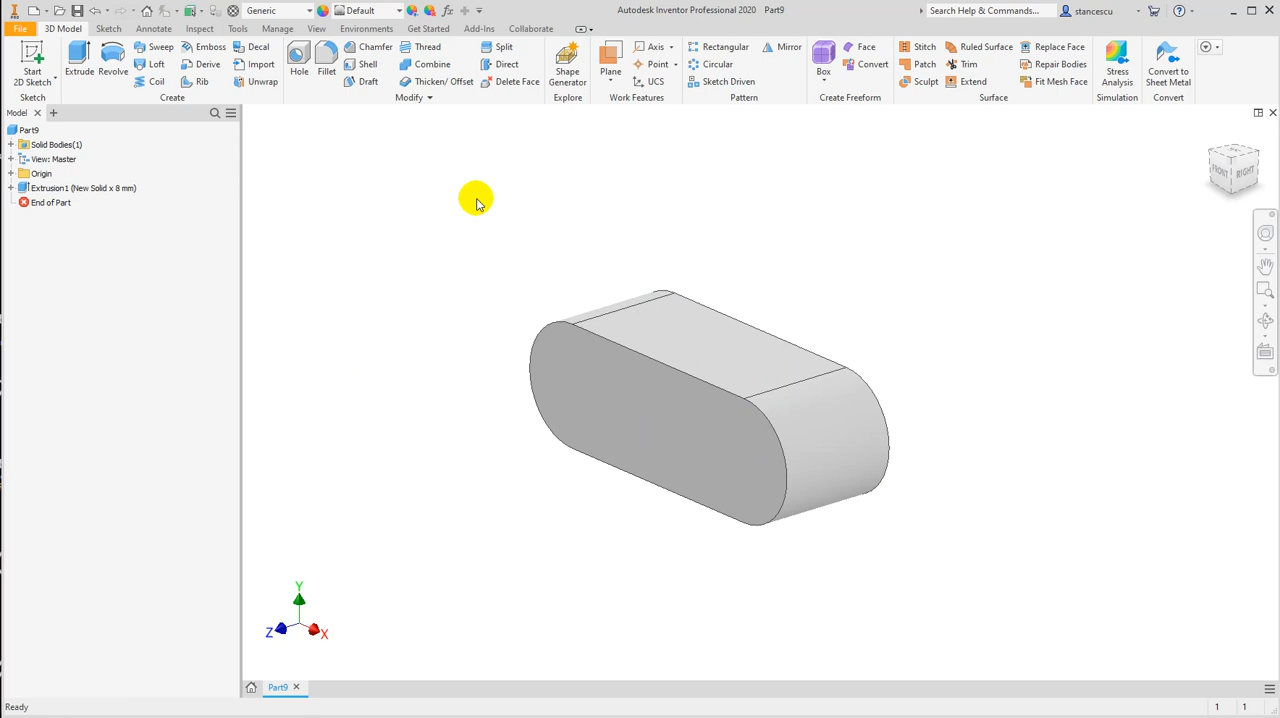 Generic Default Autodesk Inventor Professional 2020 Part9 Search Help & Commands... stancescu
File 3D Model Sketch Annotate Inspect Tools Manage View Environments Get Started Add-Ins Collaborate
Start 2D Sketch Extrude Revolve Sweep Emboss Decal Hole Fillet Chamfer Thread Split Shape Generator Plane Axis Rectangular Mirror Box Face Stitch Ruled Surface Replace Face Stress Analysis Convert to Sheet Metal
Loft Derive Import Shell Combine Direct Point Circular Convert Patch Trim Repair Bodies
Coil Rib Unwrap Draft Thicken/ Offset Delete Face UCS Sketch Driven Sculpt Extend Fit Mesh Face
Sketch Create Modify Explore Work Features Pattern Create Freeform Surface Simulation Convert
Model
Part9
Solid Bodies(1)
View: Master
Origin
Extrusion1 (New Solid x 8 mm)
End of Part
FRONT RIGHT
Y
Z X
Part9
Ready 1 1